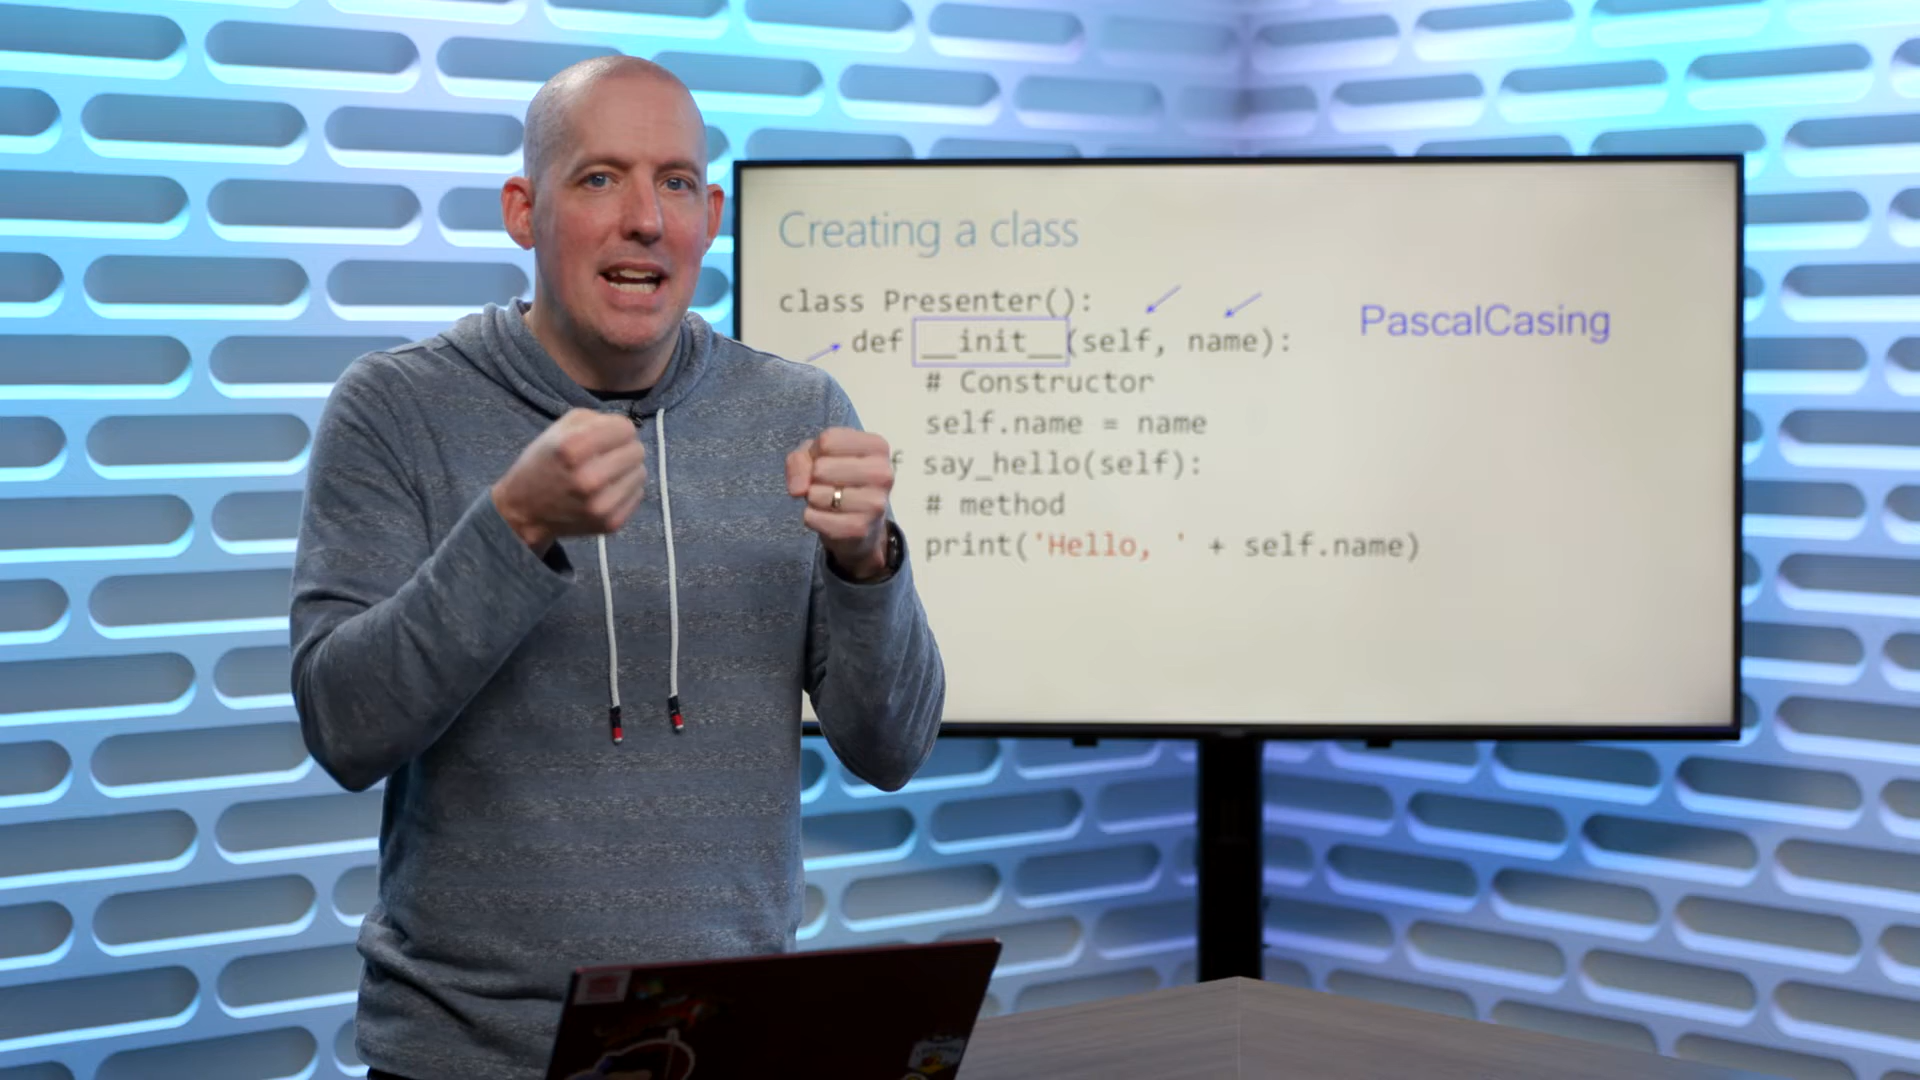 Creating a class
class Presenter():
def __init__(self, name):
PascalCasing
# Constructor
self.name = name
f say_hello(self):
# method
print('Hello, ' + self.name)